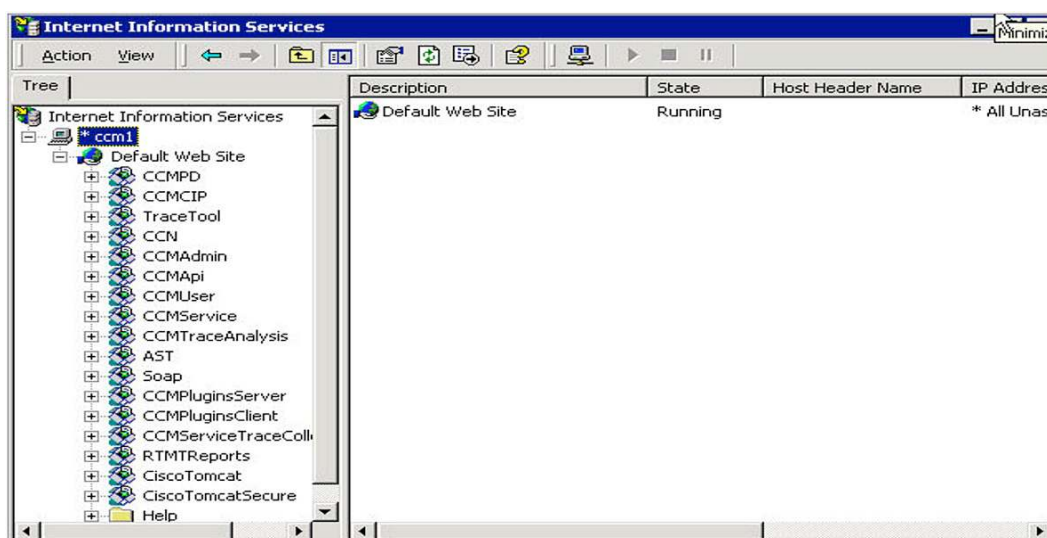 Internet Information Services
Minimiz
Action View
Tree
Description State Host Header Name IP Addres
Internet Information Services
* ccm1
Default Web Site
CCMPD
CCMCIP
TraceTool
CCN
CCMAdmin
CCMApi
CCMUser
CCMService
CCMTraceAnalysis
AST
Soap
CCMPluginsServer
CCMPluginsClient
CCMServiceTraceColl
RTMTReports
CiscoTomcat
CiscoTomcatSecure
Help
Default Web Site Running * All Unas